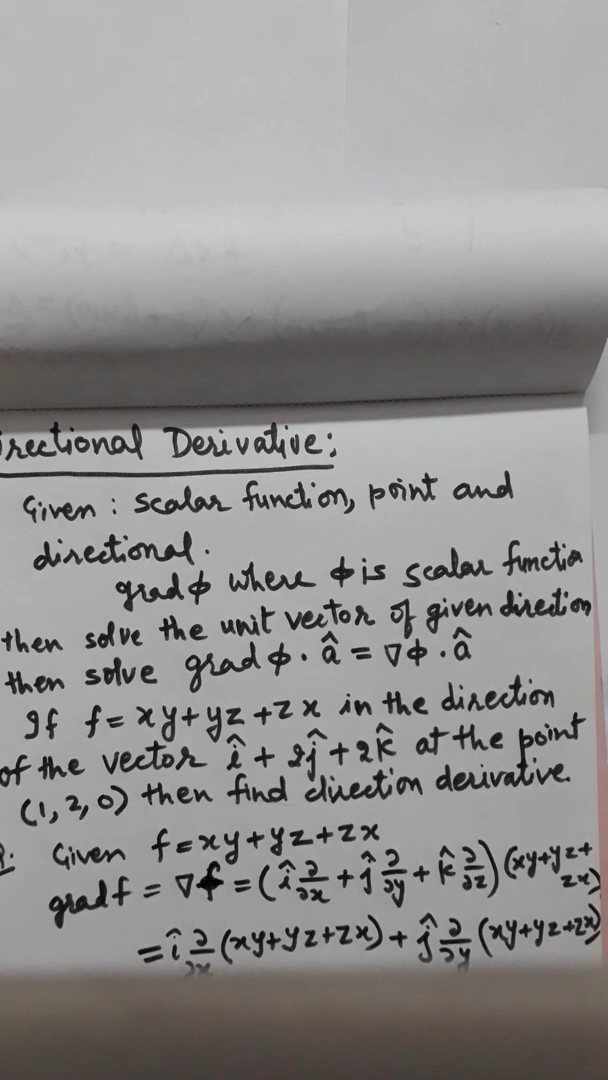 irectional Derivative:
Given : scalar function, point and
directional.
grad ϕ where ϕ is scalar functio
then solve the unit vector of given direction
then solve grad ϕ . â = ∇ϕ . â
If f = xy + yz + zx in the direction
of the vector î + 2ĵ + 2k̂ at the point
(1, 2, 0) then find direction derivative.
Given f = xy + yz + zx
grad f = ∇f = (î ∂/∂x + ĵ ∂/∂y + k̂ ∂/∂z) (xy + yz + zx)
= î ∂/∂x (xy + yz + zx) + ĵ ∂/∂y (xy + yz + zx)